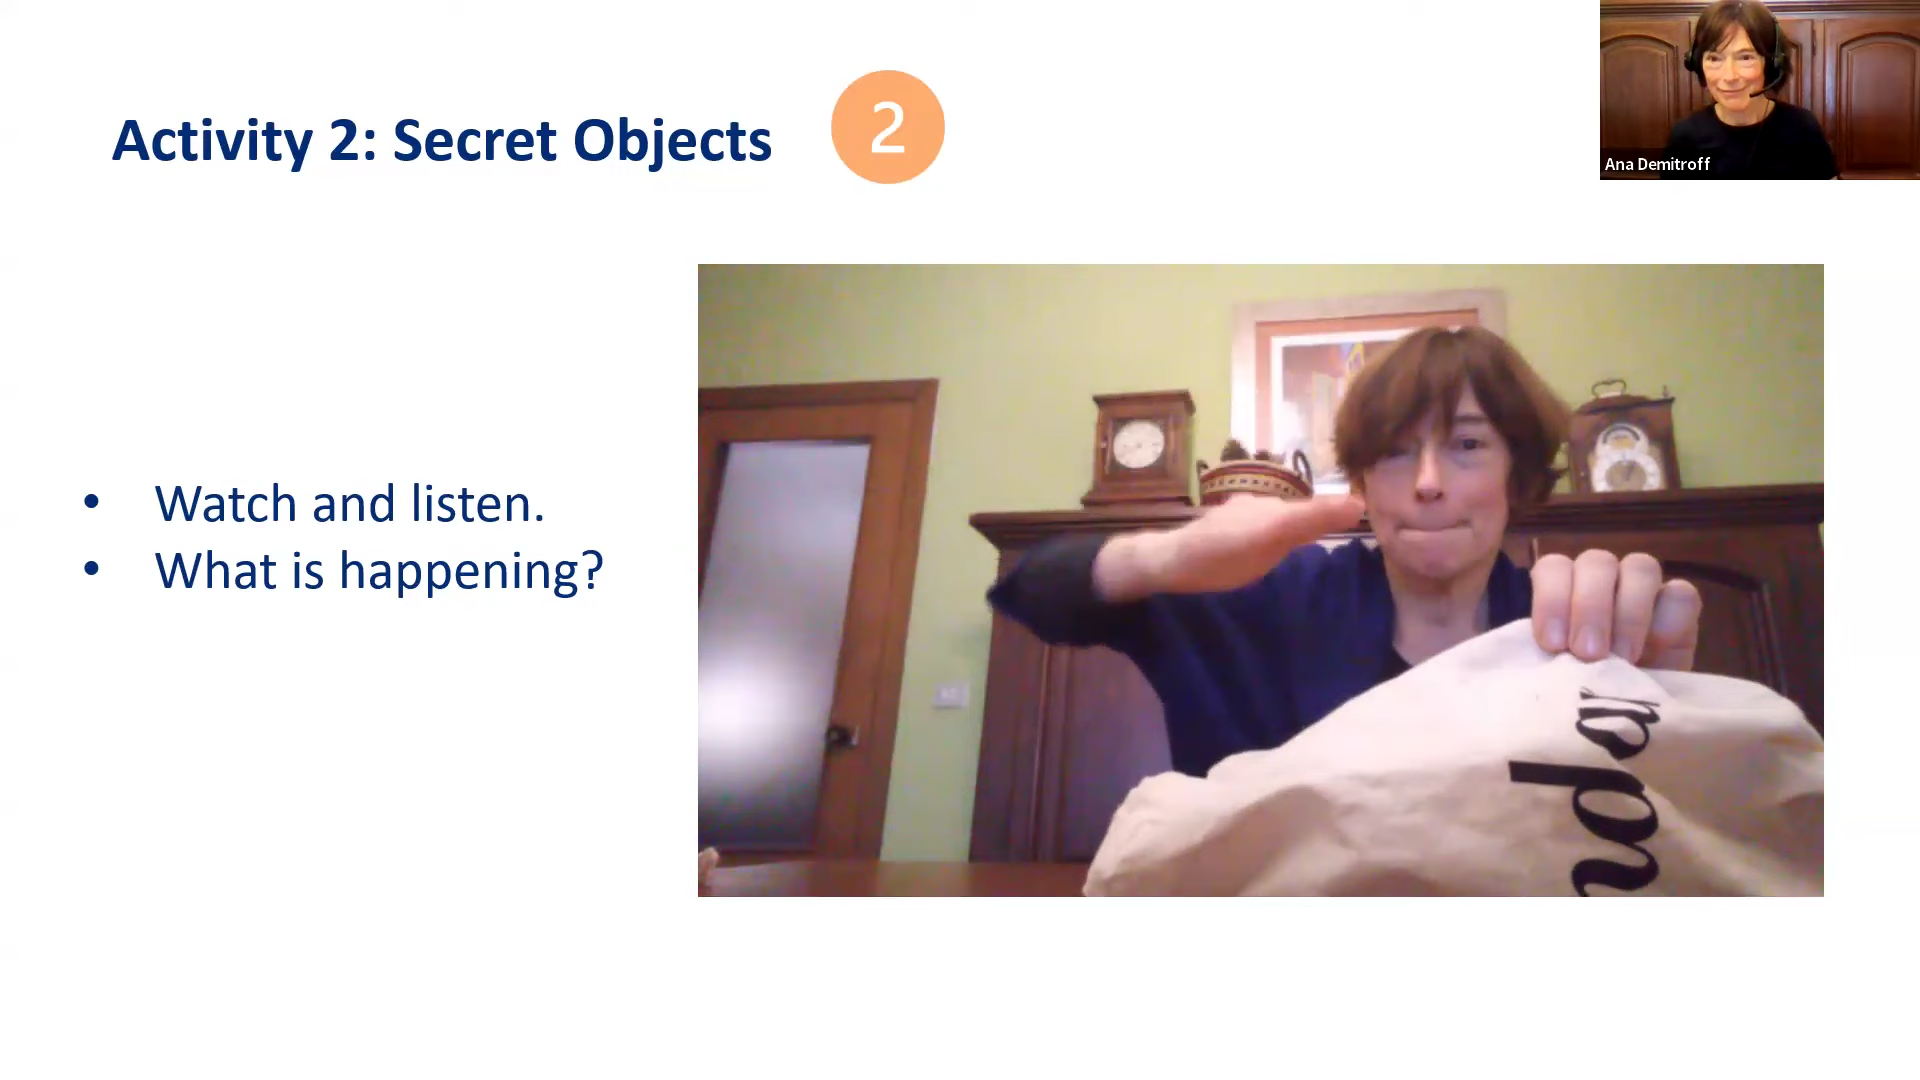 Activity 2: Secret Objects
2
Ana Demitroff
Watch and listen.
What is happening?